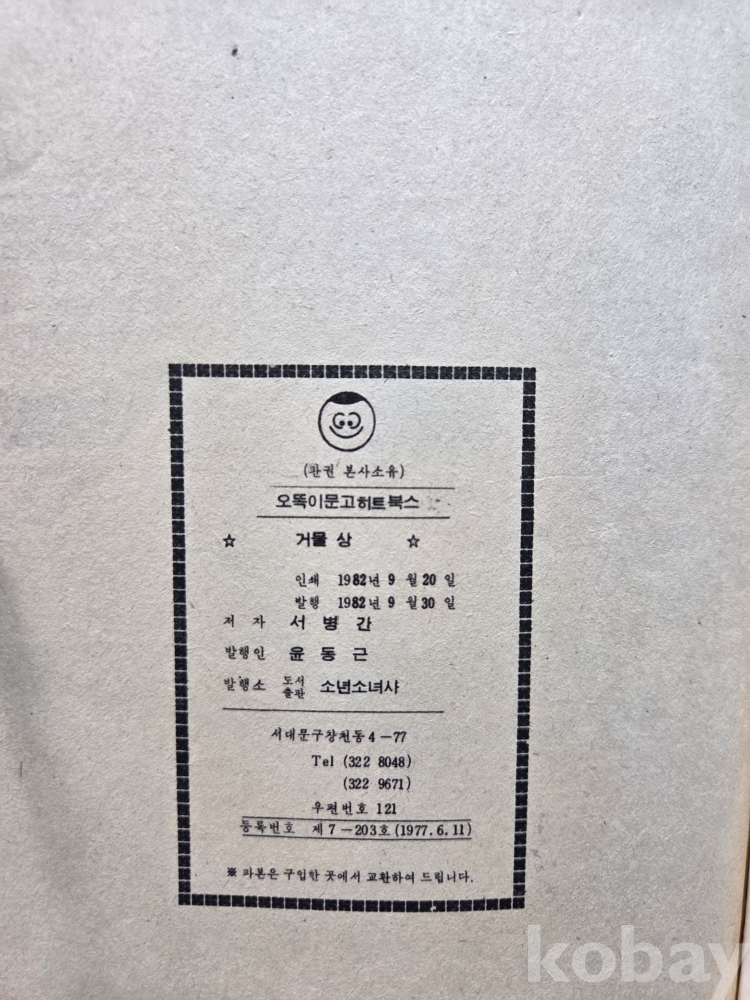 (판권 본사소유)
오뚝이문고히트북스
☆ 거물 상 ☆
인쇄 1982년 9 월 20 일
발행 1982년 9 월 30 일
저 자 서 병 간
발행인 윤 동 근
발행소 도서출판 소년소녀사
서대문구창천동 4-77
Tel (322 8048)
(322 9671)
우편번호 121
등록번호 제 7-203호 (1977. 6. 11)
※ 파본은 구입한 곳에서 교환하여 드립니다.
kobay